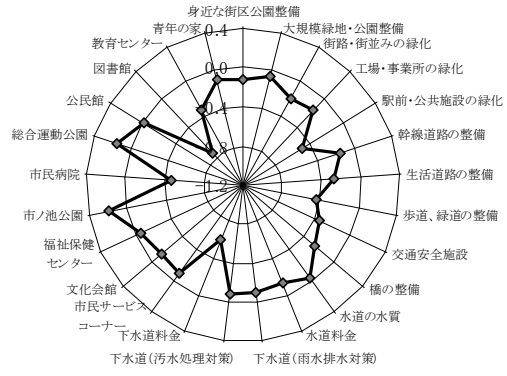 身近な街区公園整備
大規模緑地・公園整備
街路・街並みの緑化
工場・事業所の緑化
駅前・公共施設の緑化
幹線道路の整備
生活道路の整備
歩道、緑道の整備
交通安全施設
橋の整備
水道の水質
水道料金
下水道(雨水排水対策)
下水道(汚水処理対策)
下水道料金
市民サービス
コーナー
文化会館
福祉保健
センター
市ノ池公園
市民病院
総合運動公園
公民館
図書館
教育センター
青年の家
0.4
0.0
-1.2